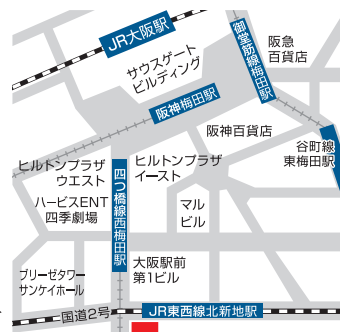 JR大阪駅
御堂筋線梅田駅
阪急
百貨店
サウスゲート
ビルディング
阪神梅田駅
阪神百貨店
谷町線
東梅田駅
ヒルトンプラザ
ウエスト
ヒルトンプラザ
イースト
四つ橋線西梅田駅
ハービスENT
四季劇場
マル
ビル
大阪駅前
第1ビル
ブリーゼタワー
サンケイホール
国道2号
JR東西線北新地駅